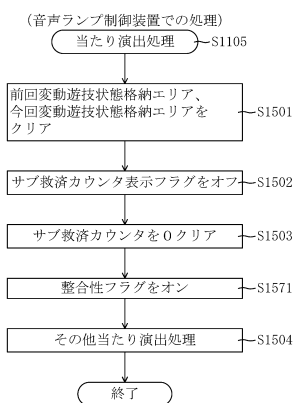 （音声ランプ制御装置での処理）
当たり演出処理 S1105
前回変動遊技状態格納エリア、
今回変動遊技状態格納エリアを
クリア
S1501
サブ救済カウンタ表示フラグをオフ S1502
サブ救済カウンタを０クリア S1503
整合性フラグをオン S1571
その他当たり演出処理 S1504
終了